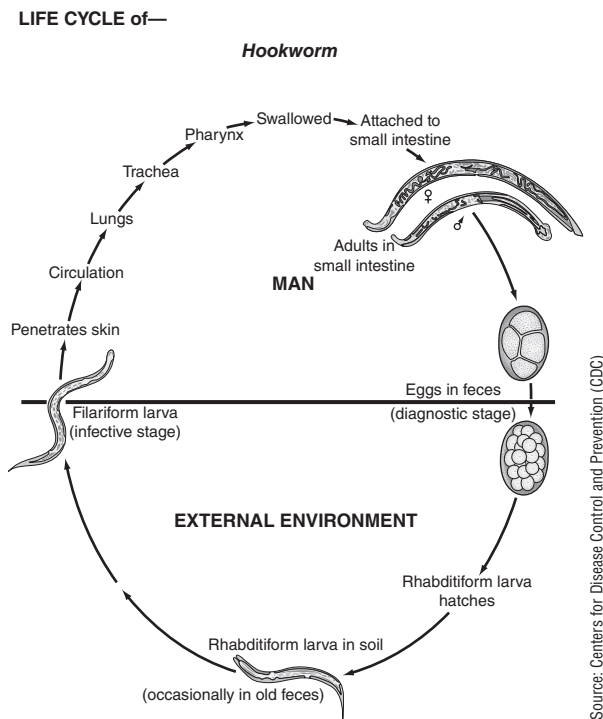 LIFE CYCLE of—
Hookworm
Swallowed
Attached to
small intestine
Pharynx
Trachea
Lungs
Circulation
Penetrates skin
♀
♂
Adults in
small intestine
MAN
Eggs in feces
(diagnostic stage)
Filariform larva
(infective stage)
EXTERNAL ENVIRONMENT
Rhabditiform larva
hatches
Rhabditiform larva in soil
(occasionally in old feces)
Source: Centers for Disease Control and Prevention (CDC)